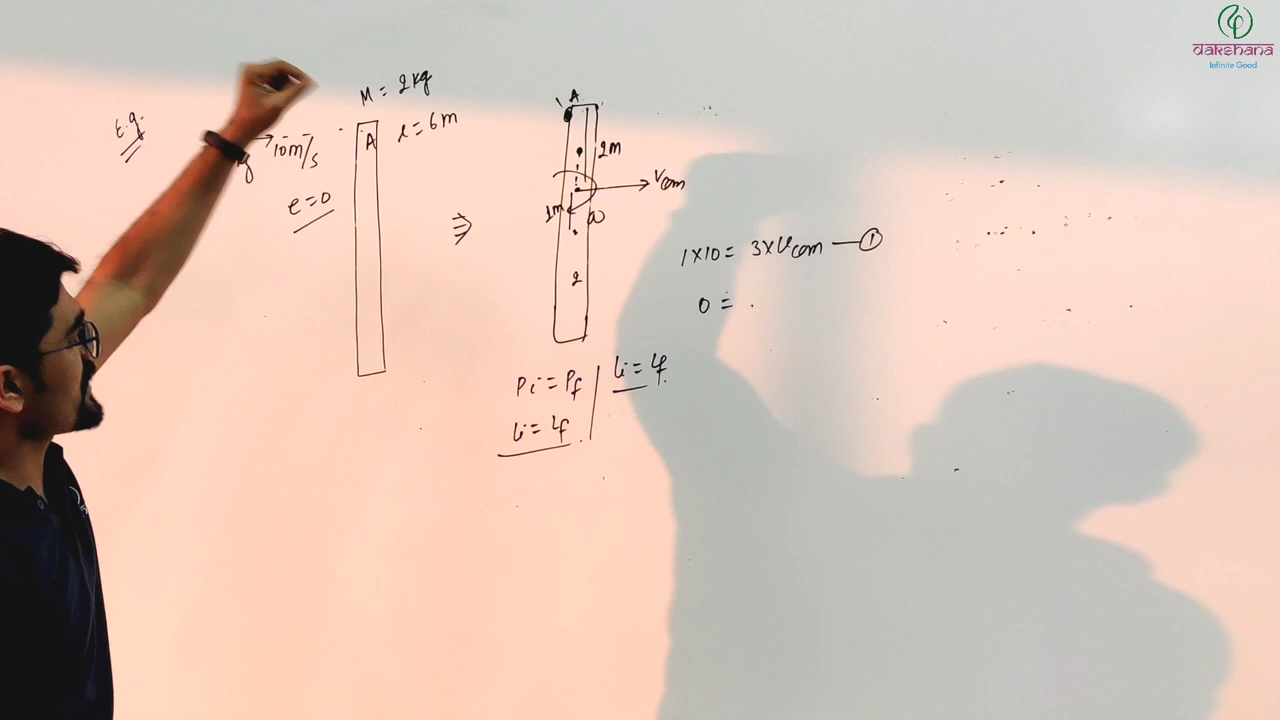 dakshana
Infinite Good
E.g.
10 m/s
e=0
M = 2kg
l = 6m
A
A
2m
Vcom
1m
ω
2
1×10 = 3×Vcom — ①
0 =
Pi = Pf
Li = Lf
Li = Lf